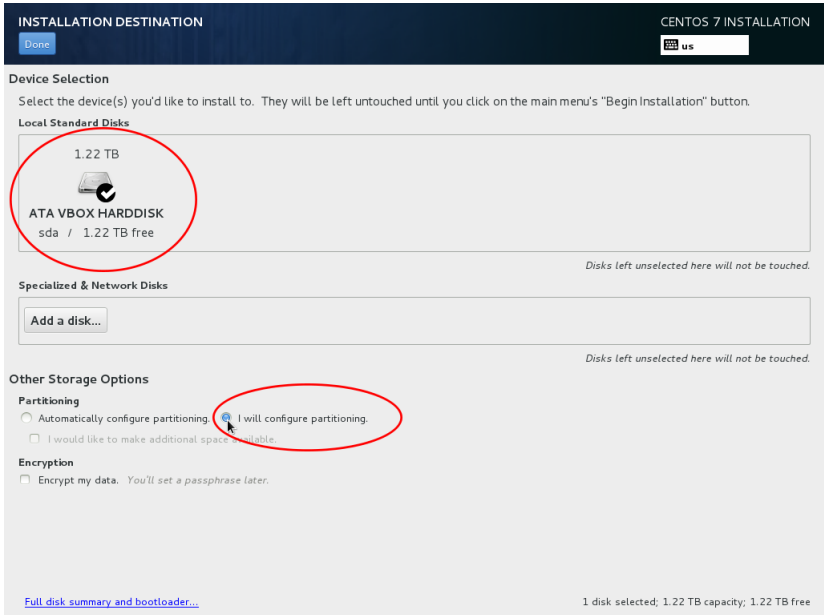 INSTALLATION DESTINATION
CENTOS 7 INSTALLATION
Done
us
Device Selection
Select the device(s) you'd like to install to. They will be left untouched until you click on the main menu's "Begin Installation" button.
Local Standard Disks
1.22 TB
ATA VBOX HARDDISK
sda / 1.22 TB free
Disks left unselected here will not be touched.
Specialized & Network Disks
Add a disk...
Disks left unselected here will not be touched.
Other Storage Options
Partitioning
Automatically configure partitioning. I will configure partitioning.
I would like to make additional space available.
Encryption
Encrypt my data. You'll set a passphrase later.
Full disk summary and bootloader...
1 disk selected; 1.22 TB capacity; 1.22 TB free